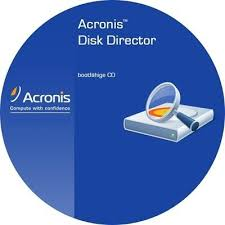 Acronis™
Disk Director
bootfähige CD
Acronis
Compute with confidence